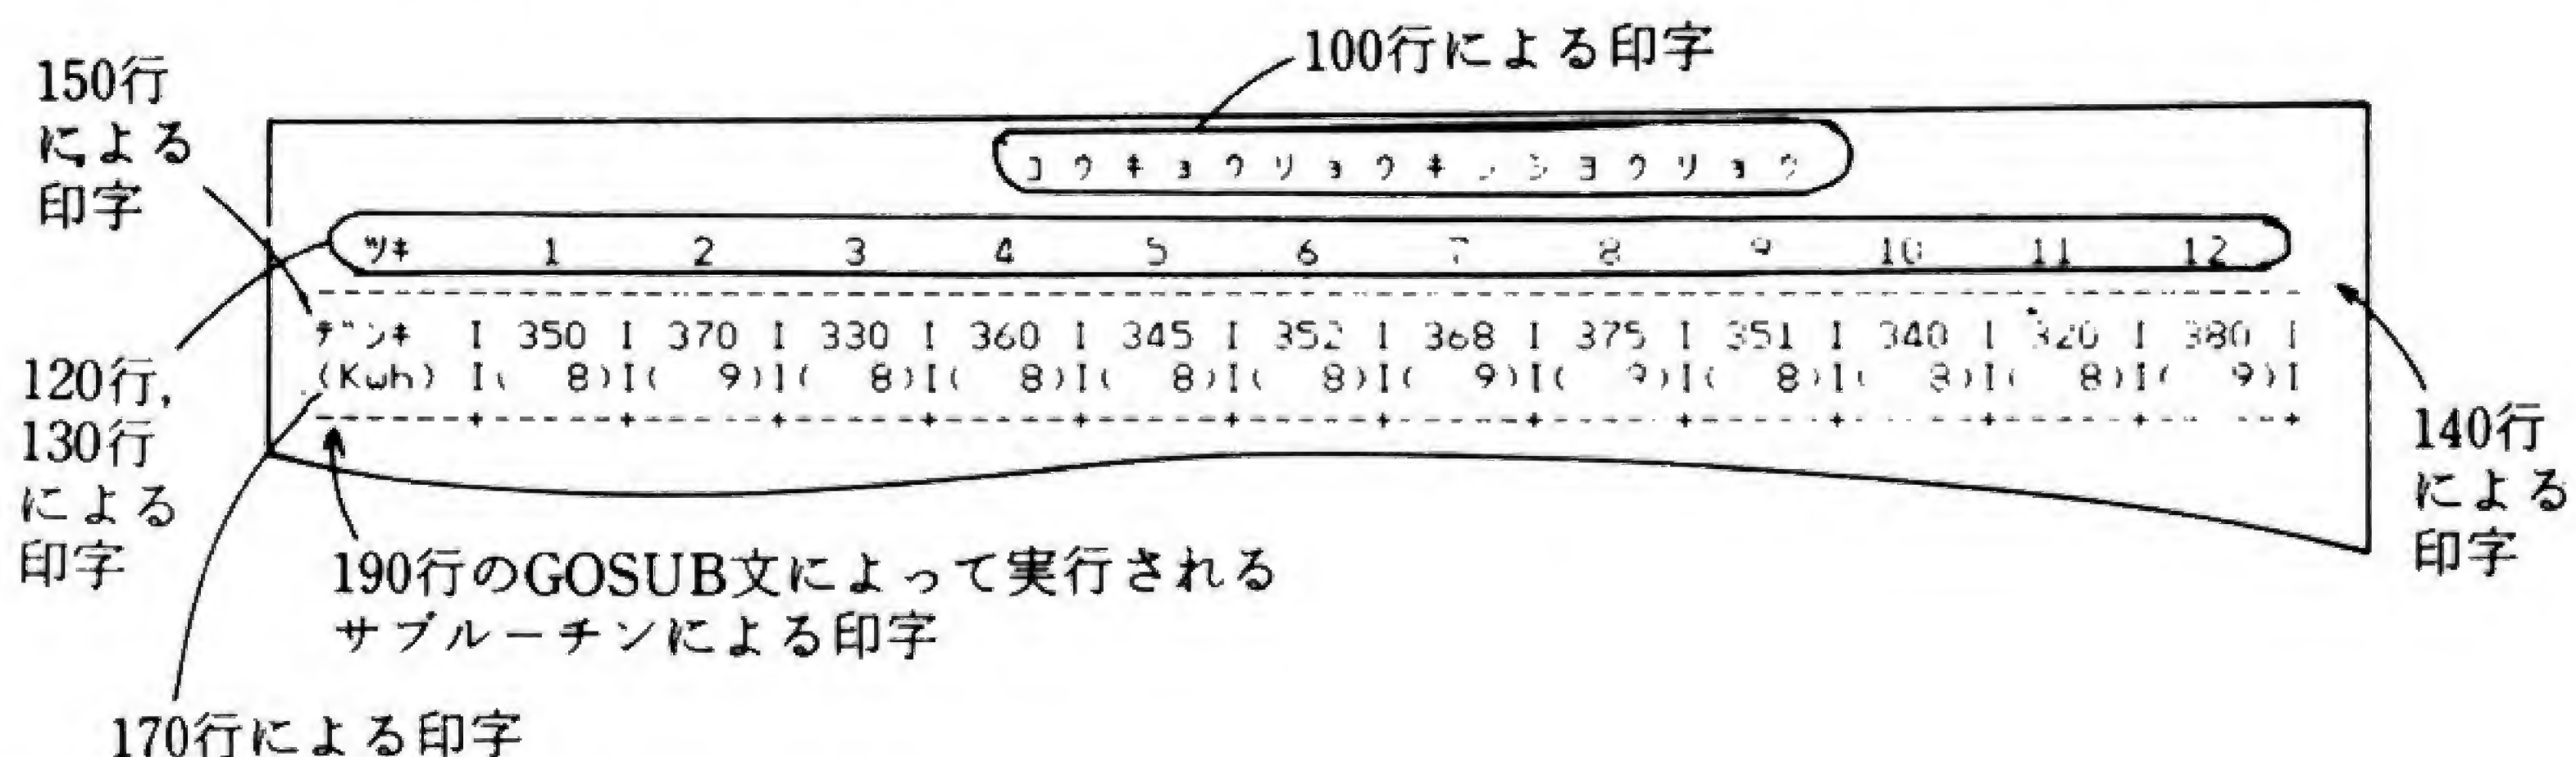 100行による印字
150行
による
印字
コ ウ キ ョ ウ リ ョ ウ キ ン シ ヨ ウ リ ョ ウ
ツキ 1 2 3 4 5 6 7 8 9 10 11 12
------------------------------------------------------------
デンキ I 350 I 370 I 330 I 360 I 345 I 352 I 368 I 375 I 351 I 340 I 320 I 380 I
(Kwh) I( 8)I( 9)I( 8)I( 8)I( 8)I( 8)I( 9)I( 9)I( 8)I( 8)I( 8)I( 9)I
------+-----+-----+-----+-----+-----+-----+-----+-----+-----+-----+-----+-----+
120行,
130行
による
印字
140行
による
印字
190行のGOSUB文によって実行される
サブルーチンによる印字
170行による印字